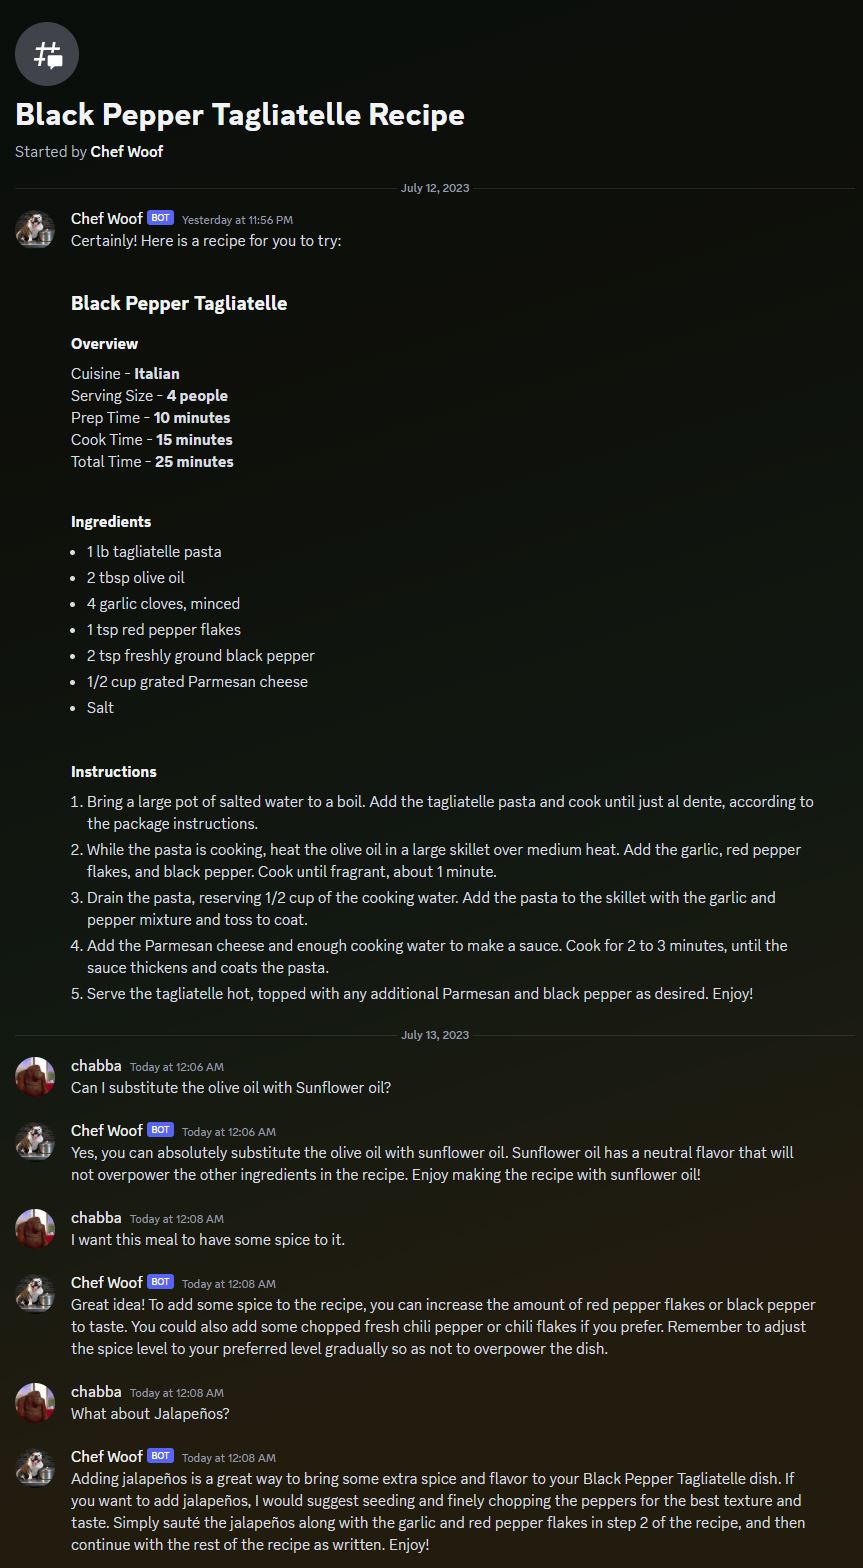 Black Pepper Tagliatelle Recipe
Started by Chef Woof
July 12, 2023
Chef Woof BOT Yesterday at 11:56 PM
Certainly! Here is a recipe for you to try:
Black Pepper Tagliatelle
Overview
Cuisine - Italian
Serving Size - 4 people
Prep Time - 10 minutes
Cook Time - 15 minutes
Total Time - 25 minutes
Ingredients
• 1 lb tagliatelle pasta
• 2 tbsp olive oil
• 4 garlic cloves, minced
• 1 tsp red pepper flakes
• 2 tsp freshly ground black pepper
• 1/2 cup grated Parmesan cheese
• Salt
Instructions
1. Bring a large pot of salted water to a boil. Add the tagliatelle pasta and cook until just al dente, according to
the package instructions.
2. While the pasta is cooking, heat the olive oil in a large skillet over medium heat. Add the garlic, red pepper
flakes, and black pepper. Cook until fragrant, about 1 minute.
3. Drain the pasta, reserving 1/2 cup of the cooking water. Add the pasta to the skillet with the garlic and
pepper mixture and toss to coat.
4. Add the Parmesan cheese and enough cooking water to make a sauce. Cook for 2 to 3 minutes, until the
sauce thickens and coats the pasta.
5. Serve the tagliatelle hot, topped with any additional Parmesan and black pepper as desired. Enjoy!
July 13, 2023
chabba Today at 12:06 AM
Can I substitute the olive oil with Sunflower oil?
Chef Woof BOT Today at 12:06 AM
Yes, you can absolutely substitute the olive oil with sunflower oil. Sunflower oil has a neutral flavor that will
not overpower the other ingredients in the recipe. Enjoy making the recipe with sunflower oil!
chabba Today at 12:08 AM
I want this meal to have some spice to it.
Chef Woof BOT Today at 12:08 AM
Great idea! To add some spice to the recipe, you can increase the amount of red pepper flakes or black pepper
to taste. You could also add some chopped fresh chili pepper or chili flakes if you prefer. Remember to adjust
the spice level to your preferred level gradually so as not to overpower the dish.
chabba Today at 12:08 AM
What about Jalapeños?
Chef Woof BOT Today at 12:08 AM
Adding jalapeños is a great way to bring some extra spice and flavor to your Black Pepper Tagliatelle dish. If
you want to add jalapeños, I would suggest seeding and finely chopping the peppers for the best texture and
taste. Simply sauté the jalapeños along with the garlic and red pepper flakes in step 2 of the recipe, and then
continue with the rest of the recipe as written. Enjoy!